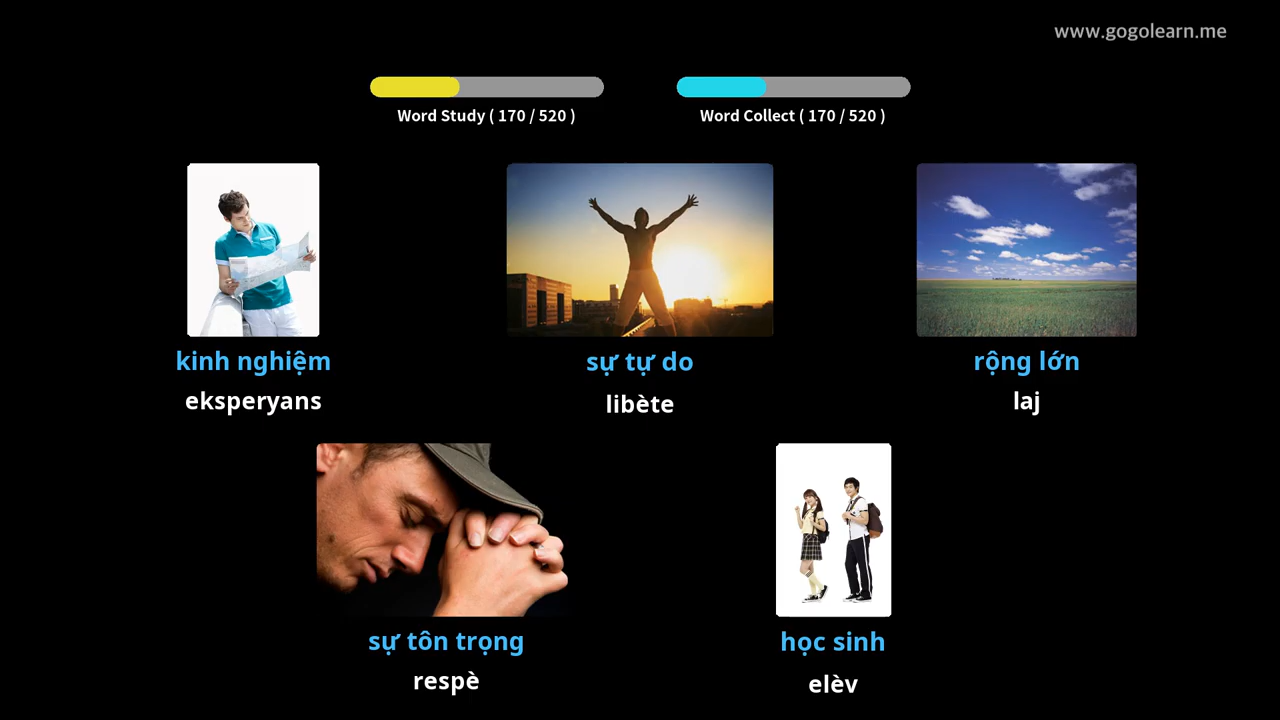 www.gogolearn.me
Word Study ( 170 / 520 )
Word Collect ( 170 / 520 )
kinh nghiệm
eksperyans
sự tự do
libète
rộng lớn
laj
sự tôn trọng
respè
học sinh
elèv